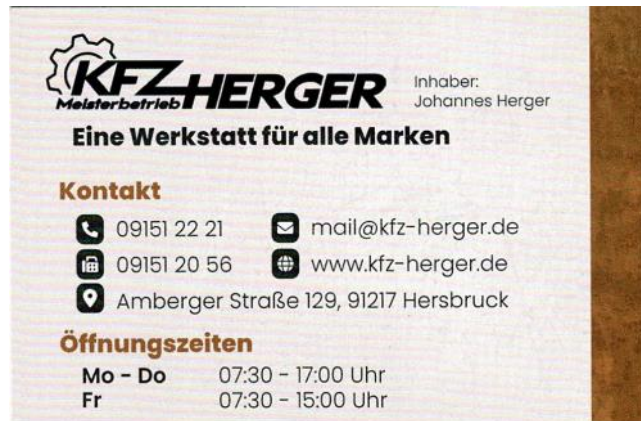 KFZ HERGER
Meisterbetrieb
Inhaber:
Johannes Herger
Eine Werkstatt für alle Marken
Kontakt
09151 22 21
mail@kfz-herger.de
09151 20 56
www.kfz-herger.de
Amberger Straße 129, 91217 Hersbruck
Öffnungszeiten
Mo - Do 07:30 - 17:00 Uhr
Fr 07:30 - 15:00 Uhr